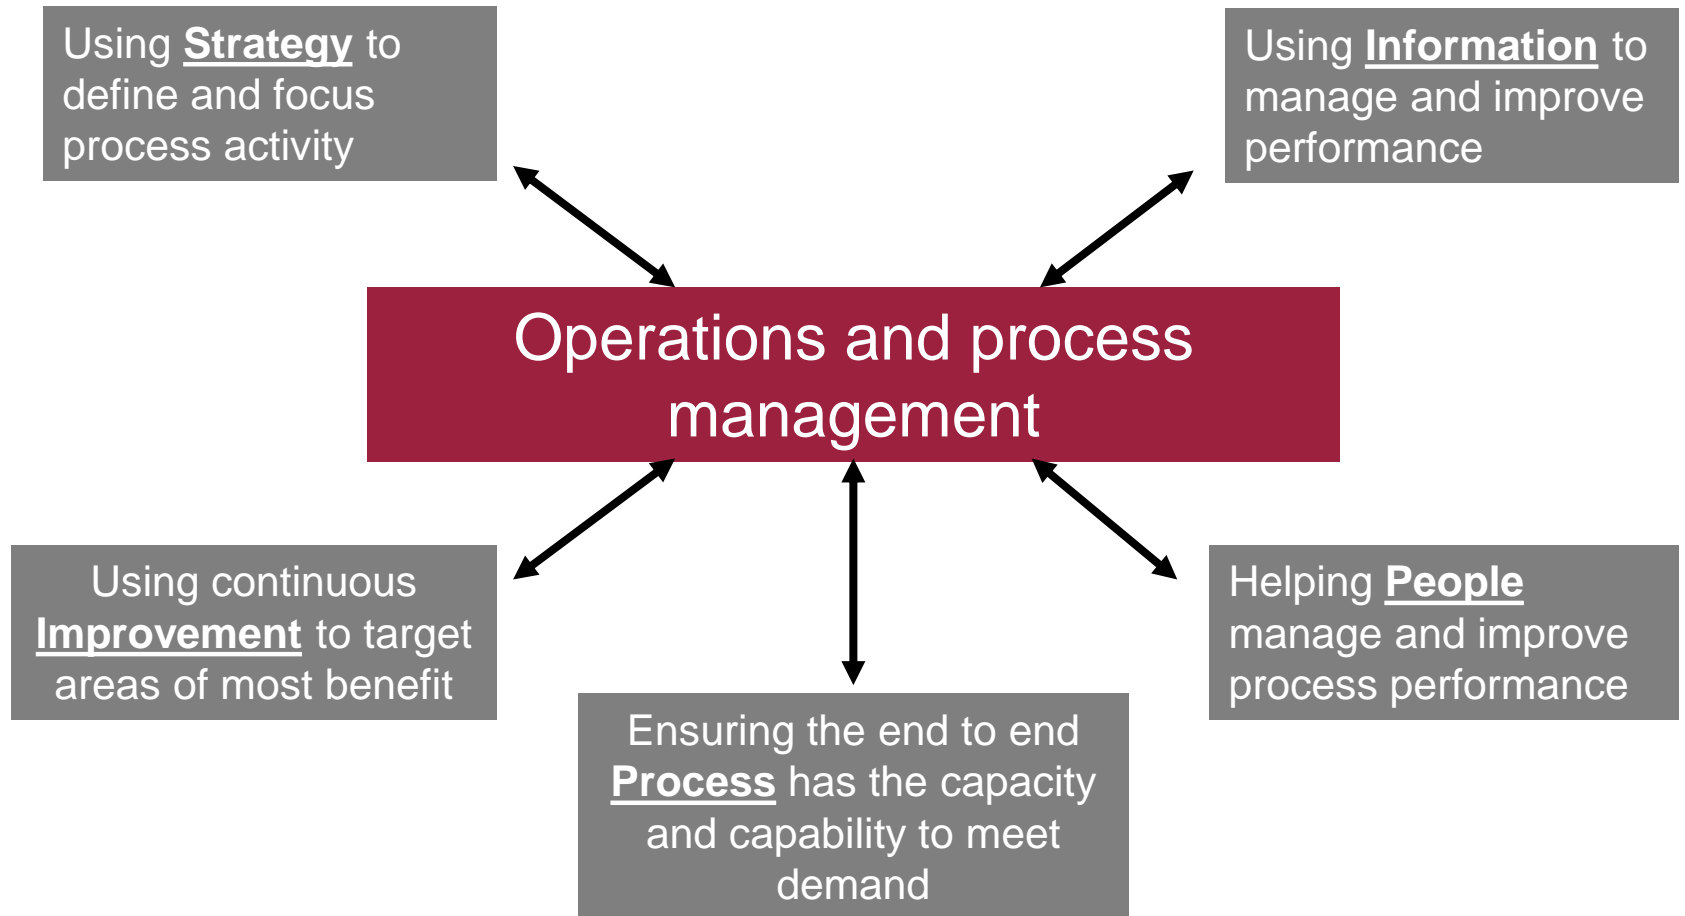 Using Strategy to
define and focus
process activity
Using Information to
manage and improve
performance
Operations and process
management
Using continuous
Improvement to target
areas of most benefit
Ensuring the end to end
Process has the capacity
and capability to meet
demand
Helping People
manage and improve
process performance